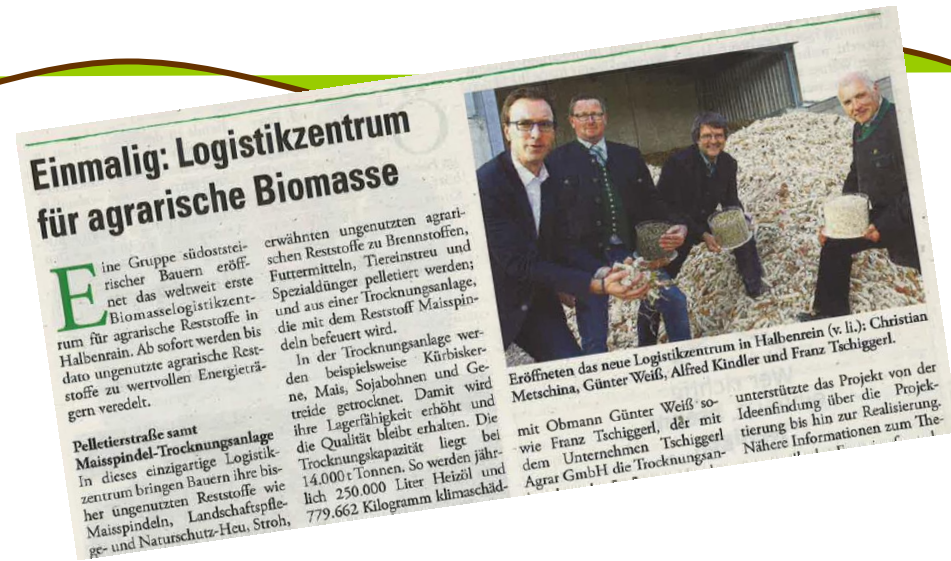 Einmalig: Logistikzentrum
für agrarische Biomasse
Eine Gruppe südoststei-
rischer Bauern eröff-
net das weltweit erste
Biomasselogistikzent-
rum für agrarische Reststoffe in
Halbenrain. Ab sofort werden bis
dato ungenutzte agrarische Rest-
stoffe zu wertvollen Energieträ-
gern veredelt.
Pelletierstraße samt
Maisspindel-Trocknungsanlage
In dieses einzigartige Logistik-
zentrum bringen Bauern ihre bis-
her ungenutzten Reststoffe wie
Maisspindeln, Landschaftspfle-
ge- und Naturschutz-Heu, Stroh,
erwähnten ungenutzten agrari-
schen Reststoffe zu Brennstoffen,
Futtermitteln, Tiereinstreu und
Spezialdünger pelletiert werden;
und aus einer Trocknungsanlage,
die mit dem Reststoff Maisspin-
deln befeuert wird.
In der Trocknungsanlage wer-
den beispielsweise Kürbisker-
ne, Mais, Sojabohnen und Ge-
treide getrocknet. Damit wird
ihre Lagerfähigkeit erhöht und
die Qualität bleibt erhalten. Die
Trocknungskapazität liegt bei
14.000 t Tonnen. So werden jähr-
lich 250.000 Liter Heizöl und
779.662 Kilogramm klimaschäd-
Eröffneten das neue Logistikzentrum in Halbenrein (v. li.): Christian
Metschina, Günter Weiß, Alfred Kindler und Franz Tschiggerl.
mit Obmann Günter Weiß so-
wie Franz Tschiggerl, der mit
dem Unternehmen Tschiggerl
Agrar GmbH die Trocknungsan-
unterstützte das Projekt von der
Ideenfindung über die Projek-
tierung bis hin zur Realisierung.
Nähere Informationen zum The-